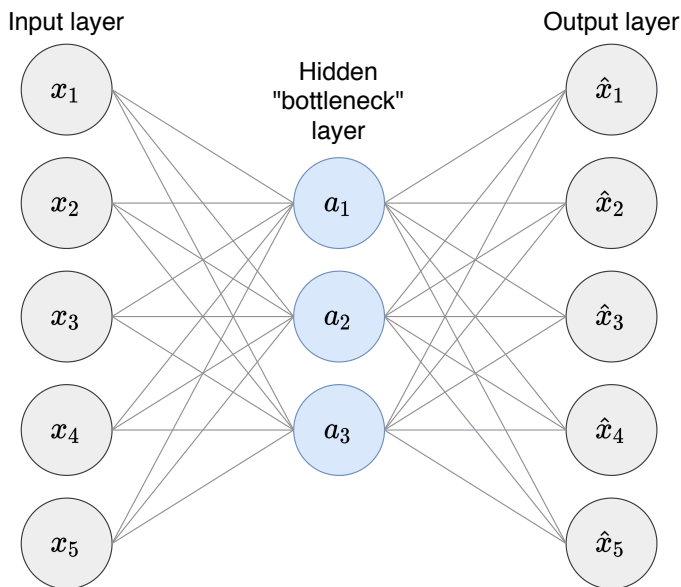 Input layer
Output layer
Hidden
"bottleneck"
layer
x₁
x₂
x₃
x₄
x₅
a₁
a₂
a₃
x̂₁
x̂₂
x̂₃
x̂₄
x̂₅